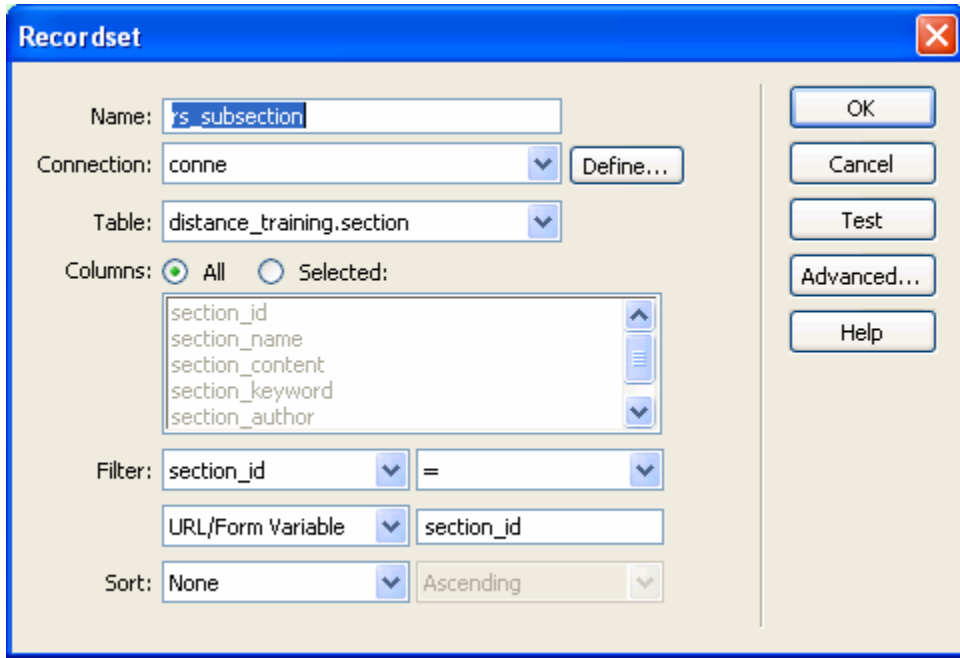 Recordset
Name: rs_subsection
OK
Connection: conne Define...
Cancel
Table: distance_training.section
Test
Columns: All Selected:
Advanced...
section_id
section_name
section_content
section_keyword
section_author
Help
Filter: section_id =
URL/Form Variable section_id
Sort: None Ascending